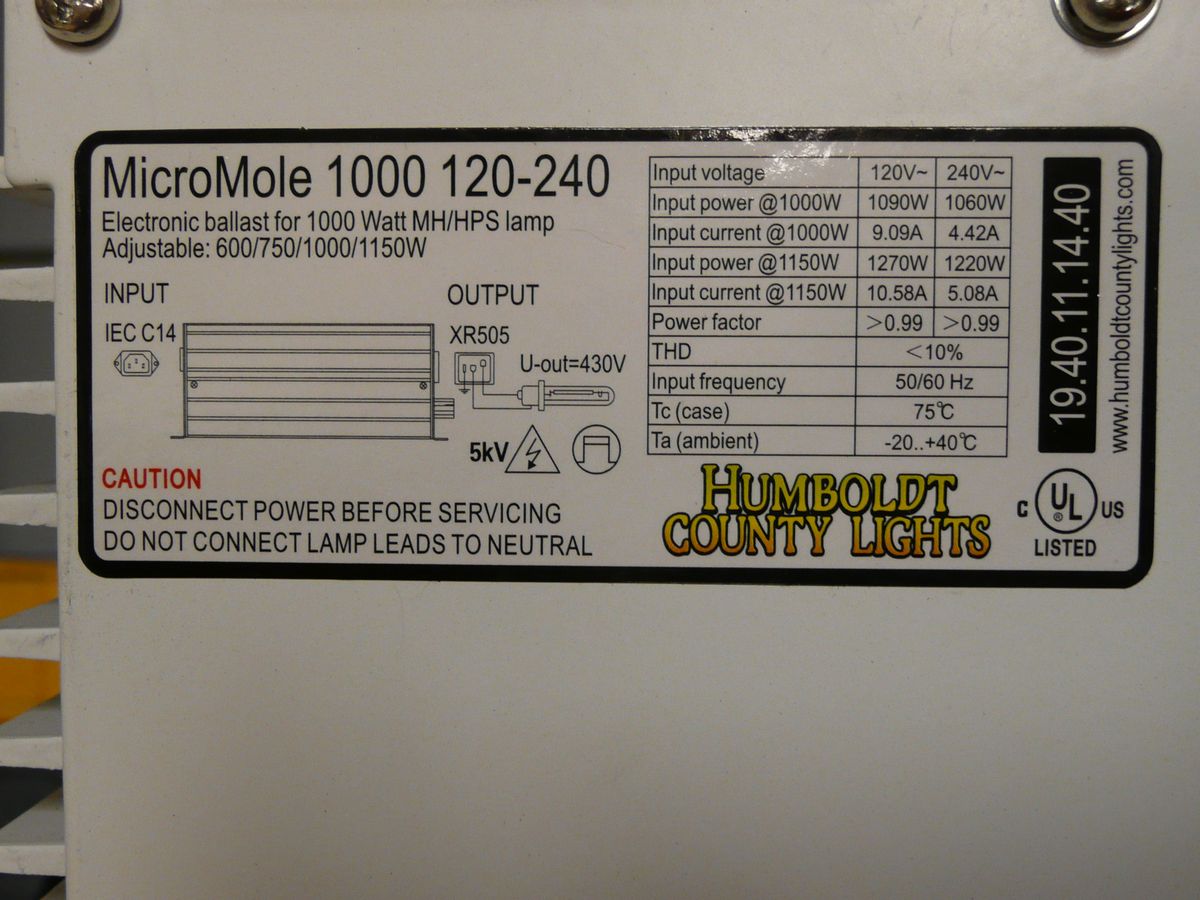 MicroMole 1000 120-240
Electronic ballast for 1000 Watt MH/HPS lamp
Adjustable: 600/750/1000/1150W
INPUT
OUTPUT
IEC C14
XR505
U-out=430V
5kV
CAUTION
DISCONNECT POWER BEFORE SERVICING
DO NOT CONNECT LAMP LEADS TO NEUTRAL
Input voltage 120V~ 240V~
Input power @1000W 1090W 1060W
Input current @1000W 9.09A 4.42A
Input power @1150W 1270W 1220W
Input current @1150W 10.58A 5.08A
Power factor >0.99 >0.99
THD <10%
Input frequency 50/60 Hz
Tc (case) 75℃
Ta (ambient) -20..+40℃
HUMBOLDT
COUNTY LIGHTS
19.40.11.14.40
www.humboldtcountylights.com
C UL ® US
LISTED